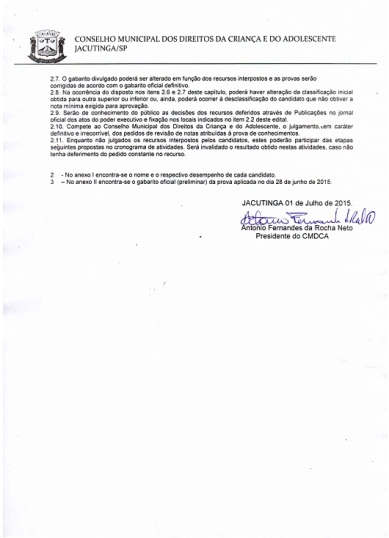 CONSELHO MUNICIPAL DOS DIREITOS DA CRIANÇA E DO ADOLESCENTE
JACUTINGA/SP
2.7. O gabarito divulgado poderá ser alterado em função dos recursos interpostos e as provas serão
corrigidas de acordo com o gabarito oficial definitivo.
2.8. Na ocorrência do disposto nos itens 2.6 e 2.7 deste capítulo, poderá haver alteração da classificação inicial
obtida para outra superior ou inferior ou, ainda, poderá ocorrer à desclassificação do candidato que não obtiver a
nota mínima exigida para aprovação.
2.9. Serão de conhecimento do público as decisões dos recursos deferidos através de Publicações no jornal
oficial dos atos do poder executivo e fixação nos locais indicados no item 2.2 deste edital.
2.10. Compete ao Conselho Municipal dos Direitos da Criança e do Adolescente, o julgamento, em caráter
definitivo e irrecorrível, dos pedidos de revisão de notas atribuídas à prova de conhecimentos.
2.11. Enquanto não julgados os recursos interpostos pelos candidatos, estes poderão participar das etapas
seguintes propostas no cronograma de atividades. Será invalidado o resultado obtido nestas atividades, caso não
tenha deferimento do pedido constante no recurso.
2 - No anexo I encontra-se o nome e o respectivo desempenho de cada candidato.
3 – No anexo II encontra-se o gabarito oficial (preliminar) da prova aplicada no dia 28 de junho de 2015.
JACUTINGA 01 de Julho de 2015.
Antonio Fernandes da Rocha Neto
Presidente do CMDCA